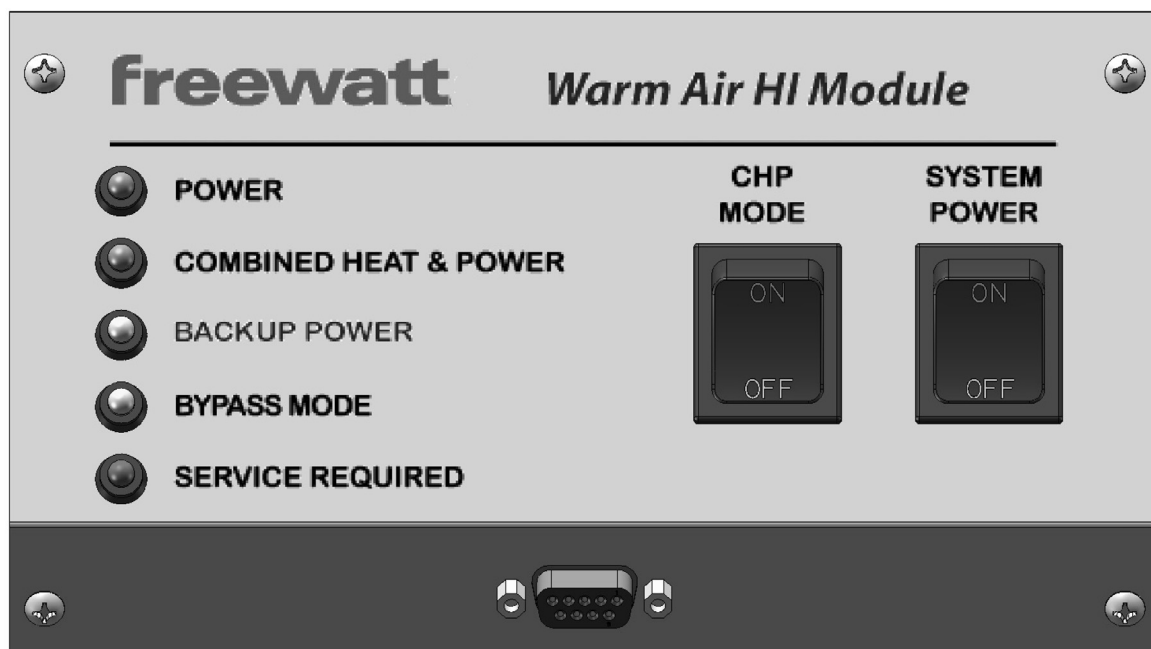 freewatt Warm Air HI Module
CHP MODE
SYSTEM POWER
POWER
COMBINED HEAT & POWER
BACKUP POWER
BYPASS MODE
SERVICE REQUIRED
ON
OFF
ON
OFF